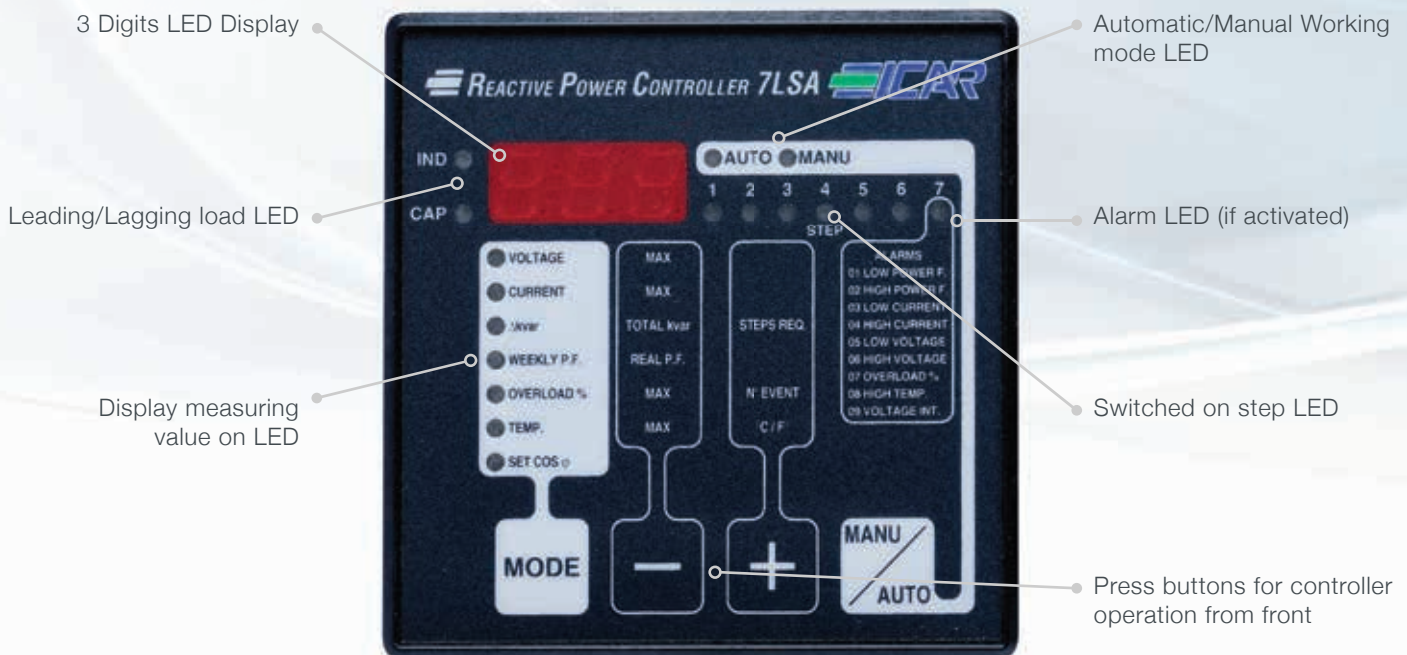 3 Digits LED Display
Automatic/Manual Working
mode LED
REACTIVE POWER CONTROLLER 7LSA ICAR
IND
CAP
AUTO MANU
1 2 3 4 5 6 7
STEP
Leading/Lagging load LED
Alarm LED (if activated)
VOLTAGE
CURRENT
Δkvar
WEEKLY P.F.
OVERLOAD %
TEMP.
SET COS φ
MAX
MAX
TOTAL kvar
REAL P.F.
MAX
MAX
STEPS REQ.
N° EVENT
C / F
ALARMS
01 LOW POWER F.
02 HIGH POWER F.
03 LOW CURRENT
04 HIGH CURRENT
05 LOW VOLTAGE
06 HIGH VOLTAGE
07 OVERLOAD %
08 HIGH TEMP.
09 VOLTAGE INT.
Display measuring
value on LED
Switched on step LED
MODE
−
+
MANU
AUTO
Press buttons for controller
operation from front